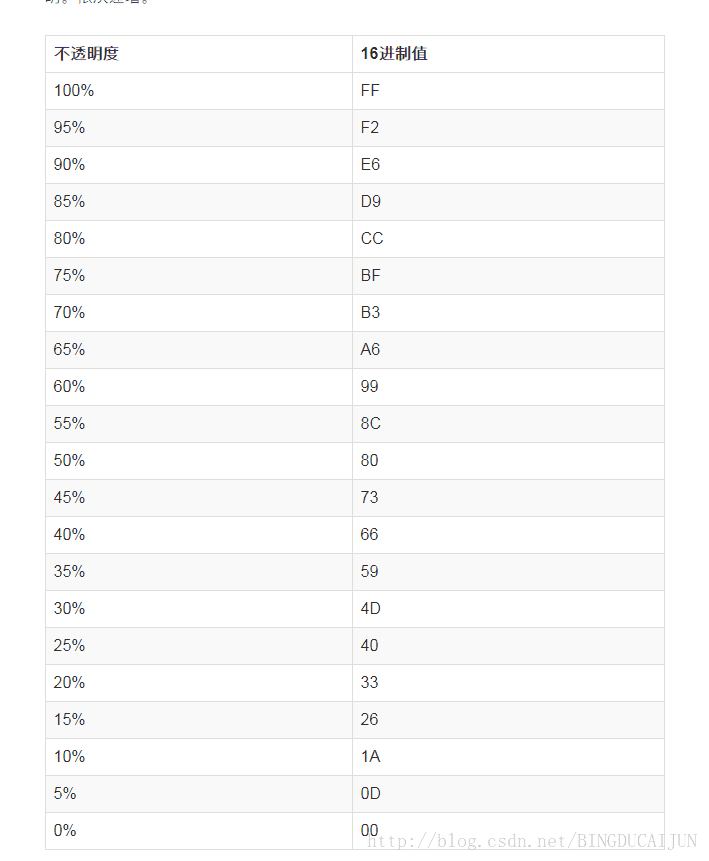 不透明度 16进制值
100% FF
95% F2
90% E6
85% D9
80% CC
75% BF
70% B3
65% A6
60% 99
55% 8C
50% 80
45% 73
40% 66
35% 59
30% 4D
25% 40
20% 33
15% 26
10% 1A
5% 0D
0% 00
http://blog.csdn.net/BINGDUCAIJUN